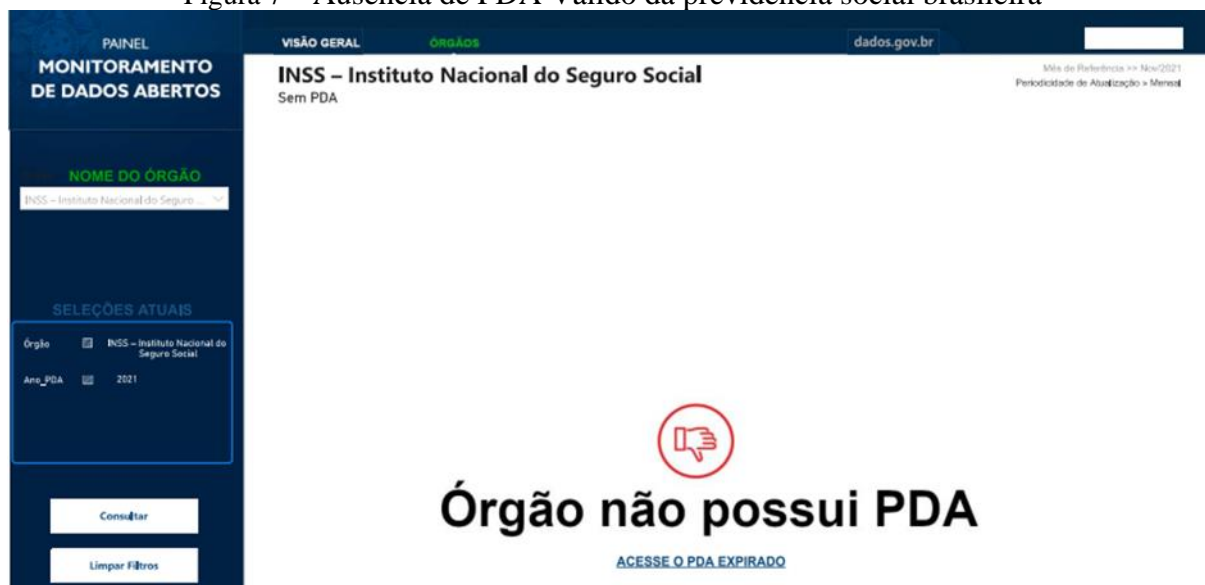 Figura 7 – Ausência de PDA válido da previdência social brasileira
PAINEL
MONITORAMENTO
DE DADOS ABERTOS
VISÃO GERAL
ÓRGÃOS
dados.gov.br
INSS – Instituto Nacional do Seguro Social
Sem PDA
Mês de Referência >> Nov/2021
Periodicidade de Atualização » Mensal
NOME DO ÓRGÃO
INSS – Instituto Nacional do Seguro ...
SELEÇÕES ATUAIS
Órgão INSS – Instituto Nacional do
Seguro Social
Ano_PDA 2021
Consultar
Limpar Filtros
Órgão não possui PDA
ACESSE O PDA EXPIRADO